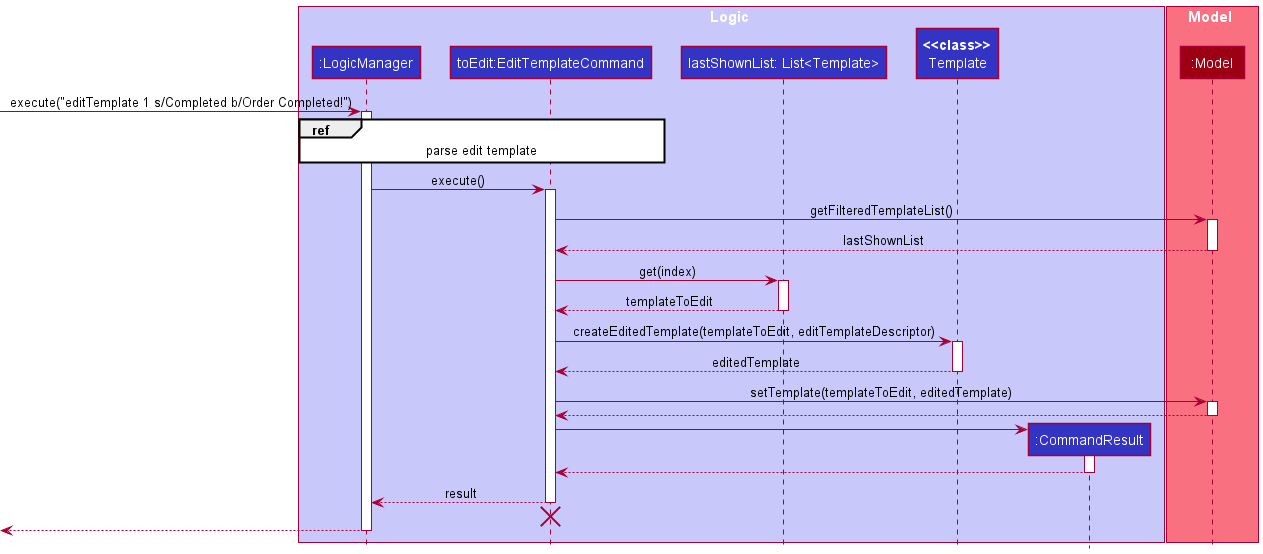 Logic
Model
<<class>>
:LogicManager
toEdit:EditTemplateCommand
lastShownList: List<Template>
Template
:Model
execute("editTemplate 1 s/Completed b/Order Completed!")
ref
parse edit template
execute()
getFilteredTemplateList()
lastShownList
get(index)
templateToEdit
createEditedTemplate(templateToEdit, editTemplateDescriptor)
editedTemplate
setTemplate(templateToEdit, editedTemplate)
:CommandResult
result